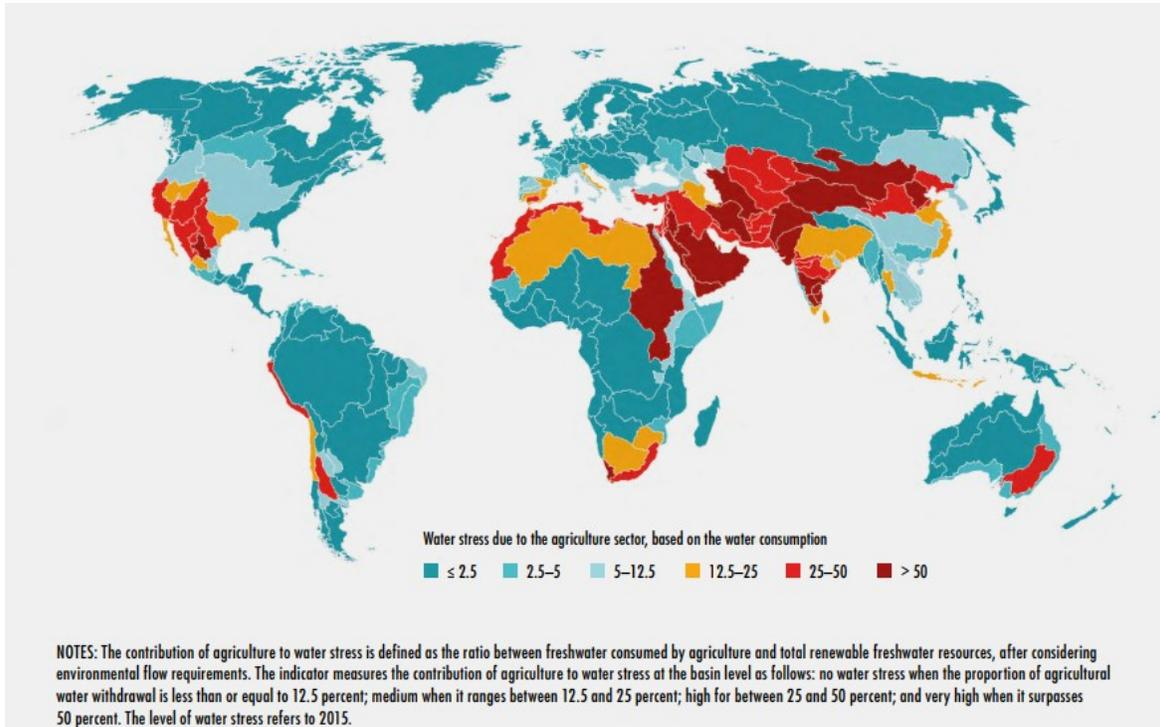 Water stress due to the agriculture sector, based on the water consumption
≤ 2.5 2.5–5 5–12.5 12.5–25 25–50 > 50
NOTES: The contribution of agriculture to water stress is defined as the ratio between freshwater consumed by agriculture and total renewable freshwater resources, after considering
environmental flow requirements. The indicator measures the contribution of agriculture to water stress at the basin level as follows: no water stress when the proportion of agricultural
water withdrawal is less than or equal to 12.5 percent; medium when it ranges between 12.5 and 25 percent; high for between 25 and 50 percent; and very high when it surpasses
50 percent. The level of water stress refers to 2015.